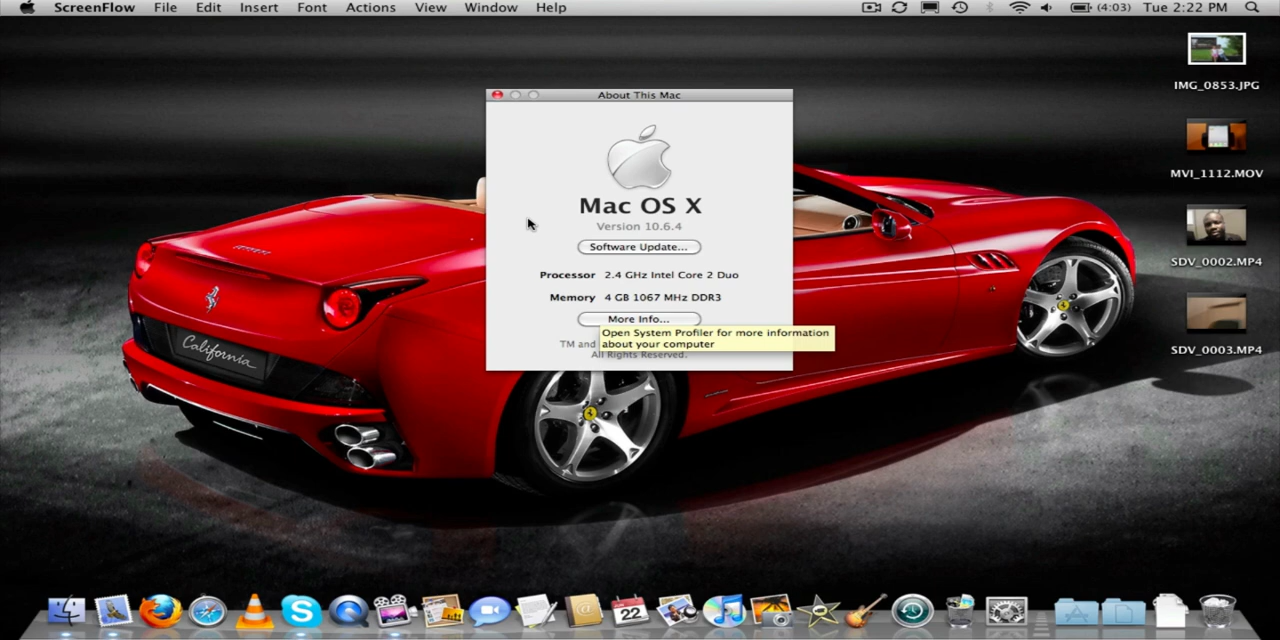 ScreenFlow File Edit Insert Font Actions View Window Help (4:03) Tue 2:22 PM
About This Mac
Mac OS X
Version 10.6.4
Software Update...
Processor 2.4 GHz Intel Core 2 Duo
Memory 4 GB 1067 MHz DDR3
More Info...
Open System Profiler for more information
about your computer
TM and
All Rights Reserved.
IMG_0853.JPG
MVI_1112.MOV
SDV_0002.MP4
SDV_0003.MP4
California
22